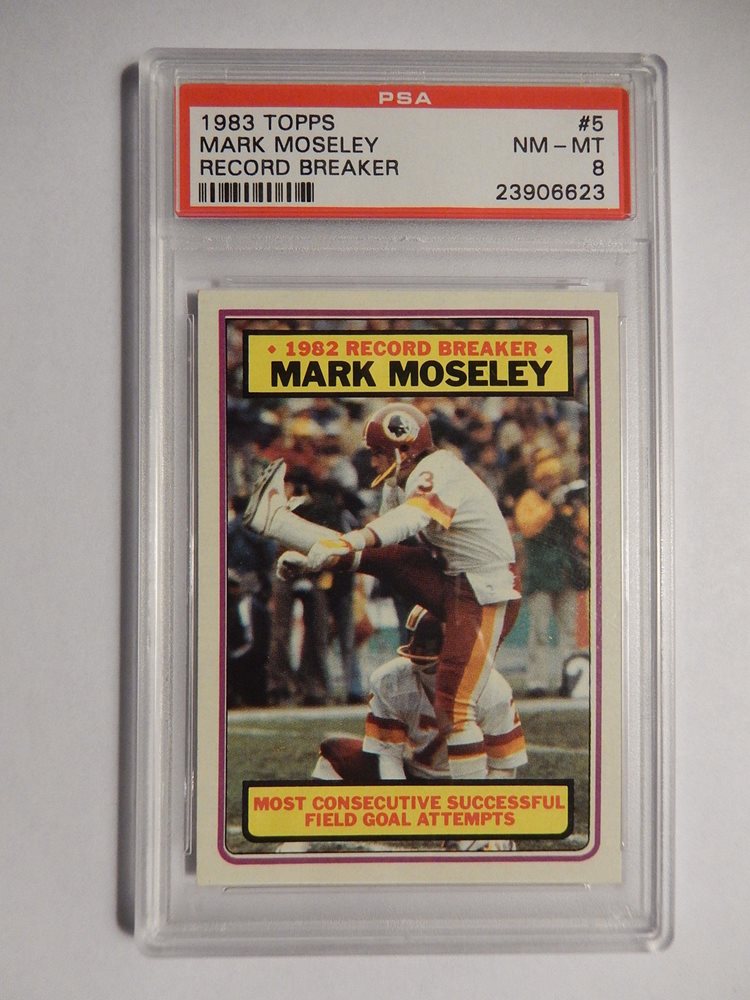 PSA
1983 TOPPS #5
MARK MOSELEY NM - MT
RECORD BREAKER 8
23906623
1982 RECORD BREAKER
MARK MOSELEY
3
MOST CONSECUTIVE SUCCESSFUL
FIELD GOAL ATTEMPTS